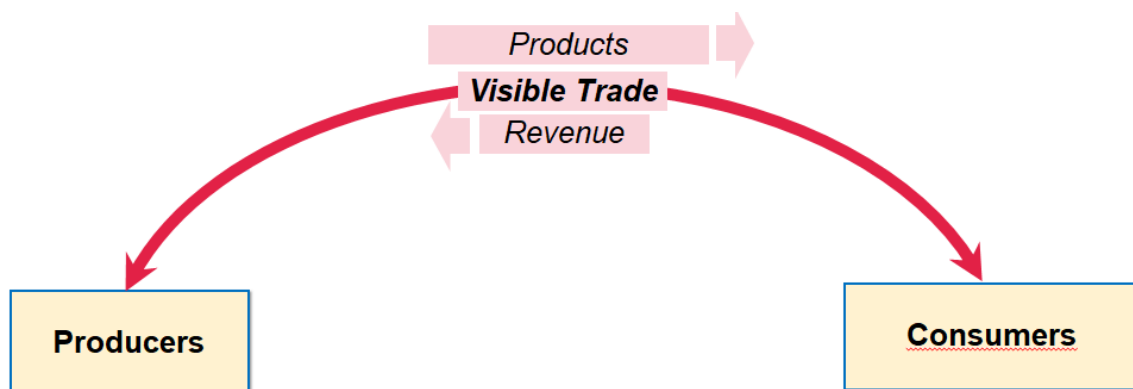 Products
Visible Trade
Revenue
Producers
Consumers